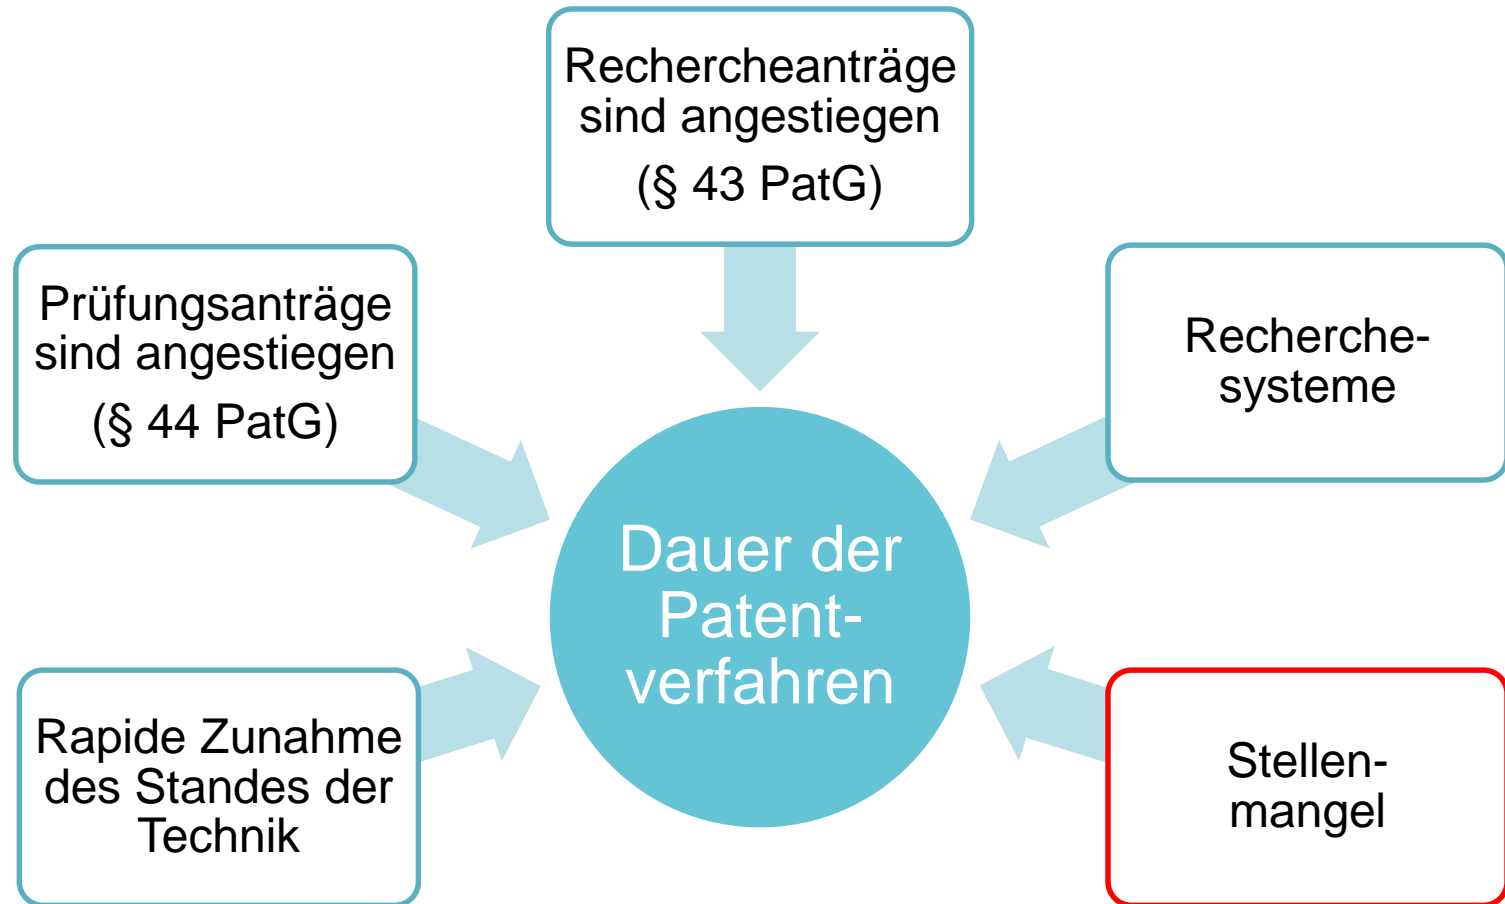 Rechercheanträge
sind angestiegen
(§ 43 PatG)
Prüfungsanträge
sind angestiegen
(§ 44 PatG)
Recherche-
systeme
Dauer der
Patent-
verfahren
Rapide Zunahme
des Standes der
Technik
Stellen-
mangel